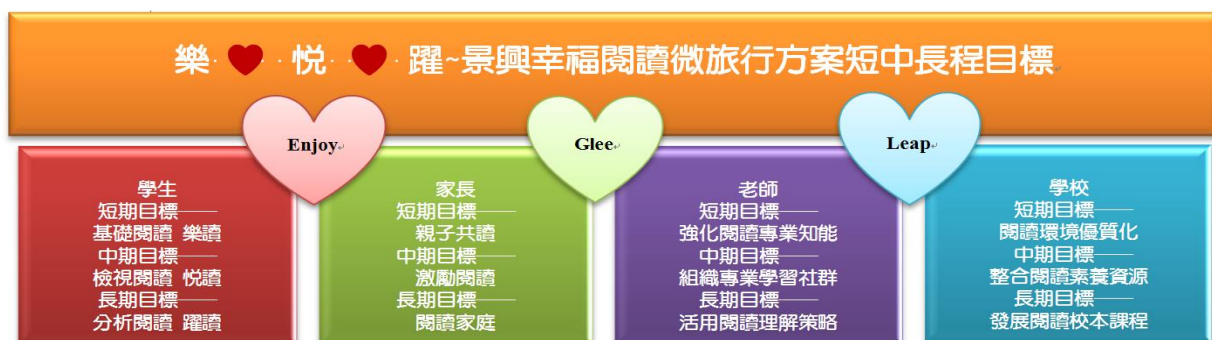 樂·❤··悅··❤·躍~景興幸福閱讀微旅行方案短中長程目標
Enjoy
Glee
Leap
學生
短期目標——
基礎閱讀 樂讀
中期目標——
檢視閱讀 悅讀
長期目標——
分析閱讀 躍讀
家長
短期目標——
親子共讀
中期目標——
激勵閱讀
長期目標——
閱讀家庭
老師
短期目標——
強化閱讀專業知能
中期目標——
組織專業學習社群
長期目標——
活用閱讀理解策略
學校
短期目標——
閱讀環境優質化
中期目標——
整合閱讀素養資源
長期目標——
發展閱讀校本課程